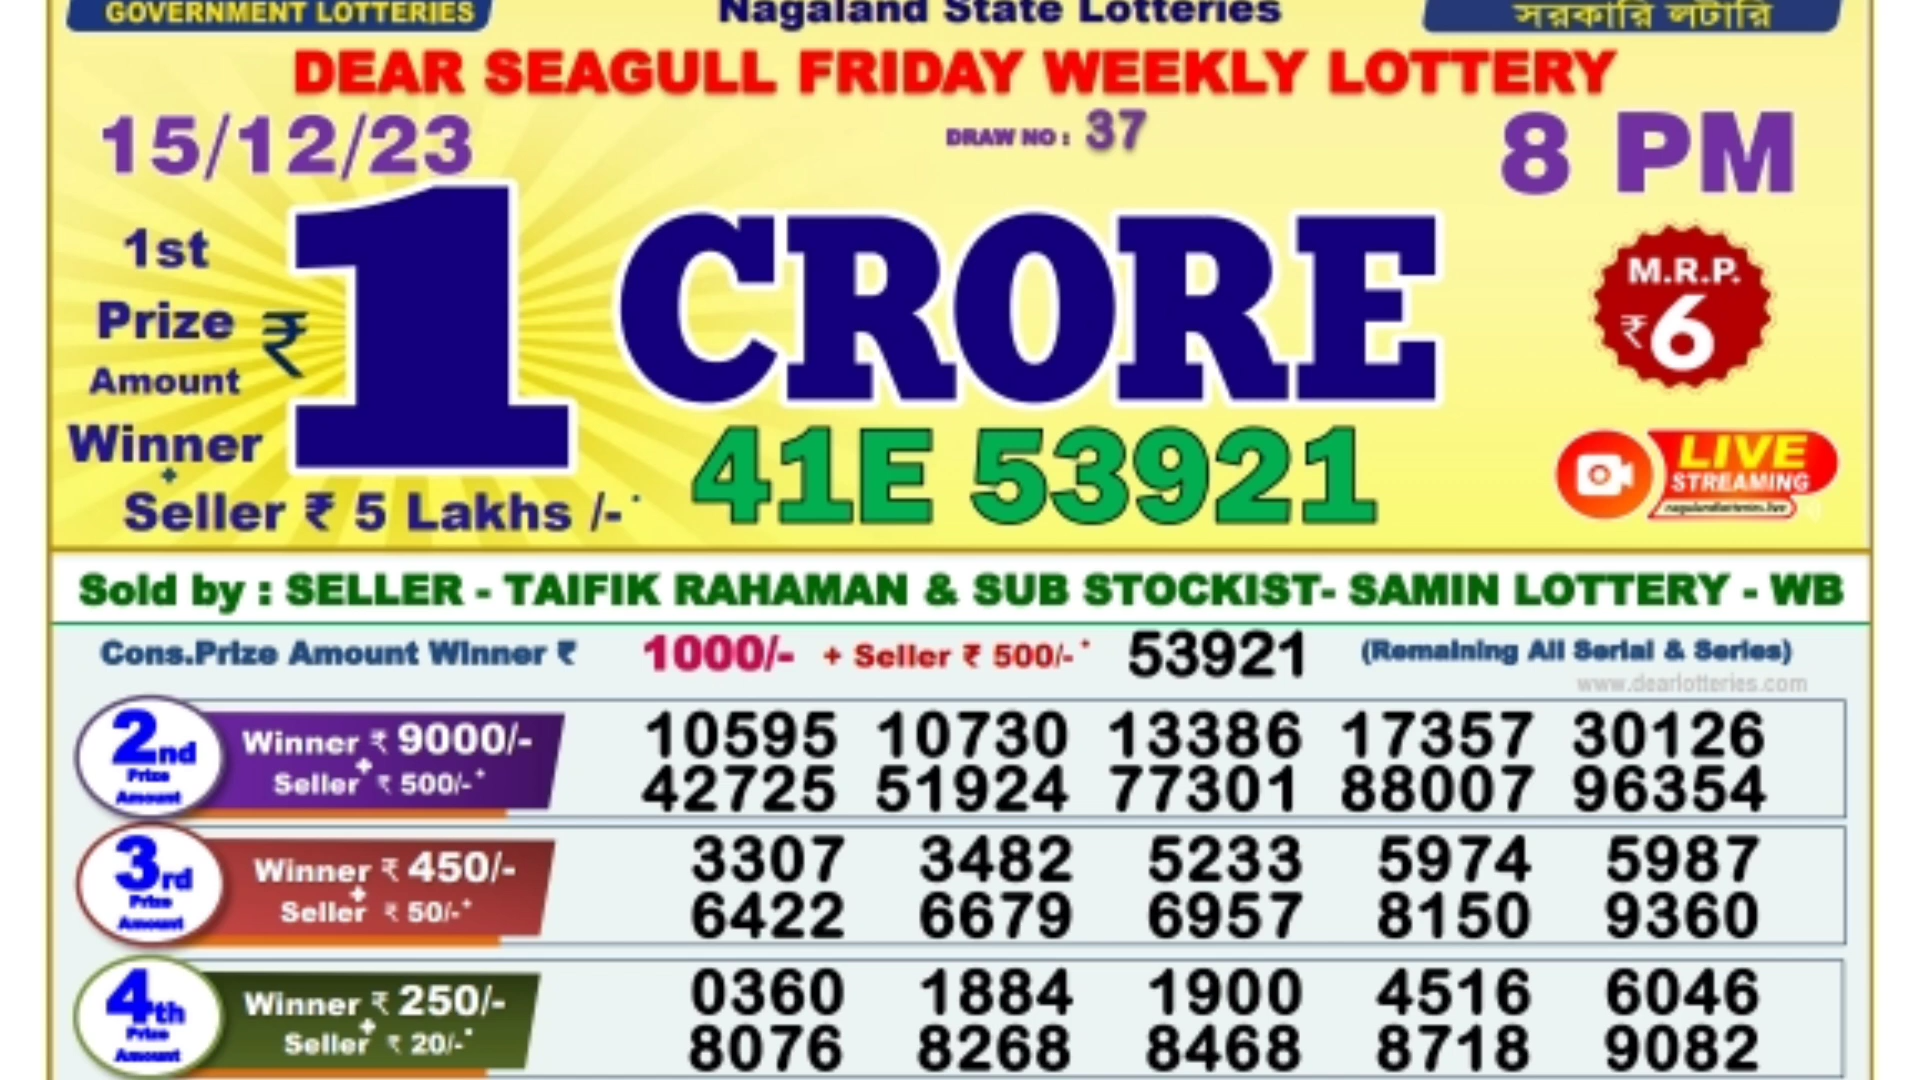 GOVERNMENT LOTTERIES
Nagaland State Lotteries
সরকারি লটারি
DEAR SEAGULL FRIDAY WEEKLY LOTTERY
15/12/23
DRAW NO : 37
8 PM
1st
Prize
Amount
Winner
+
Seller ₹ 5 Lakhs /-*
₹ 1 CRORE
41E 53921
M.R.P.
₹6
LIVE
STREAMING
nagalandlotteries.live
Sold by : SELLER - TAIFIK RAHAMAN & SUB STOCKIST- SAMIN LOTTERY - WB
Cons.Prize Amount Winner ₹ 1000/- + Seller ₹ 500/-* 53921 (Remaining All Serial & Series)
www.dearlotteries.com
2nd
Prize
Amount
Winner ₹ 9000/-
+
Seller ₹ 500/-*
10595 10730 13386 17357 30126
42725 51924 77301 88007 96354
3rd
Prize
Amount
Winner ₹ 450/-
+
Seller ₹ 50/-*
3307 3482 5233 5974 5987
6422 6679 6957 8150 9360
4th
Prize
Amount
Winner ₹ 250/-
+
Seller ₹ 20/-*
0360 1884 1900 4516 6046
8076 8268 8468 8718 9082